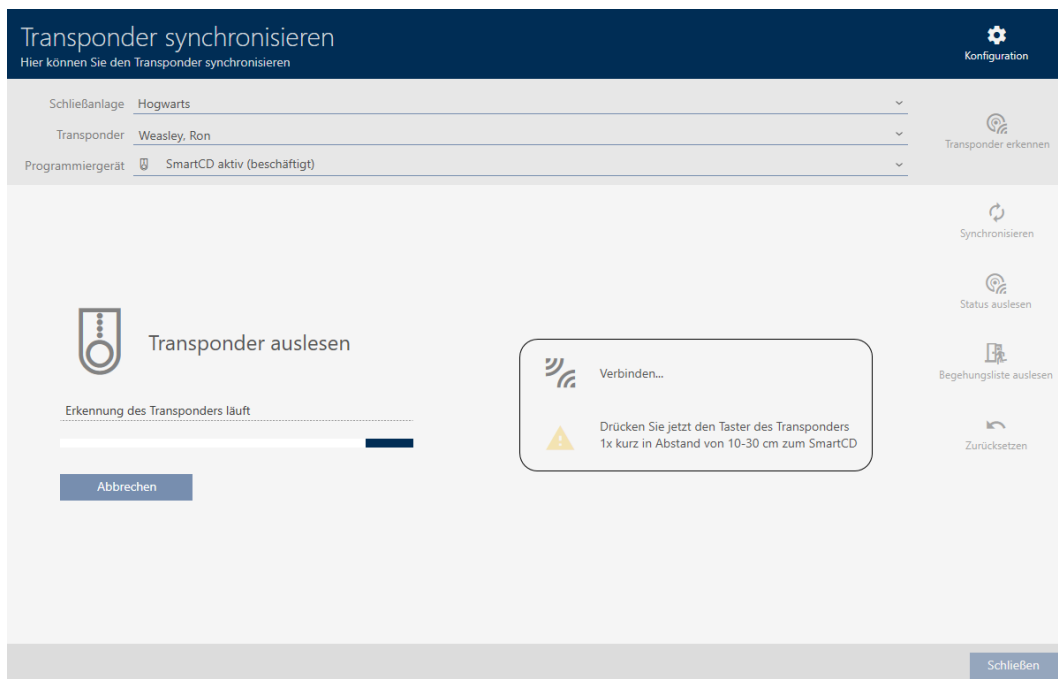 Transponder synchronisieren
Hier können Sie den Transponder synchronisieren
Konfiguration
Schließanlage Hogwarts
Transponder Weasley, Ron
Programmiergerät SmartCD aktiv (beschäftigt)
Transponder erkennen
Synchronisieren
Status auslesen
Begehungsliste auslesen
Zurücksetzen
Transponder auslesen
Erkennung des Transponders läuft
Abbrechen
Verbinden...
Drücken Sie jetzt den Taster des Transponders
1x kurz in Abstand von 10-30 cm zum SmartCD
Schließen